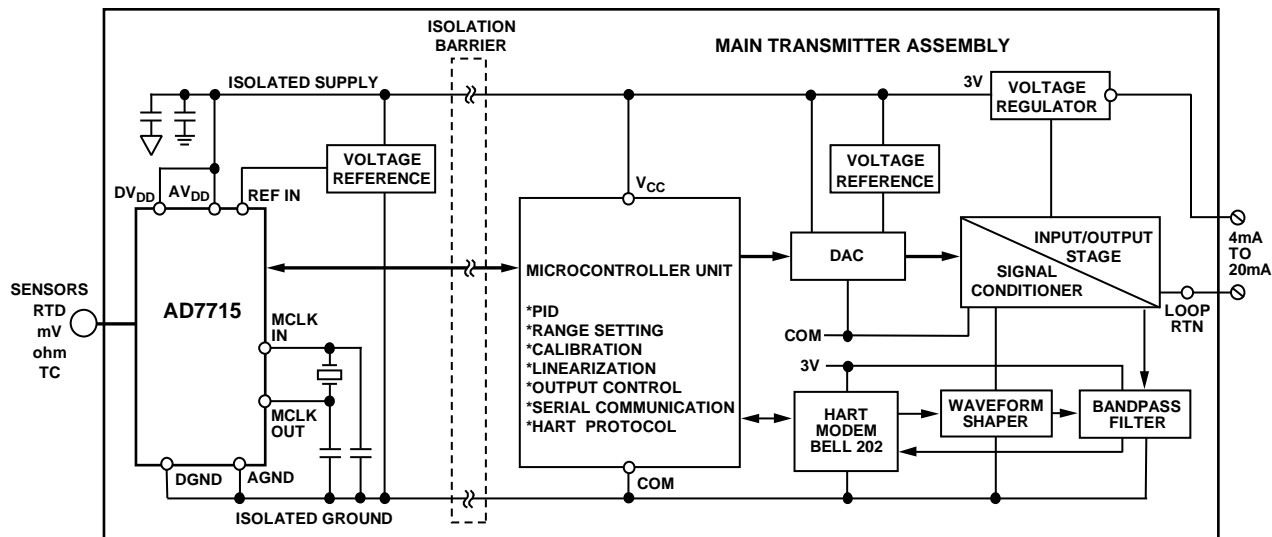 ISOLATION
BARRIER
MAIN TRANSMITTER ASSEMBLY
ISOLATED SUPPLY
3V
VOLTAGE
REGULATOR
VOLTAGE
REFERENCE
VOLTAGE
REFERENCE
DVDD
AVDD
REF IN
VCC
4mA
TO
20mA
DAC
INPUT/OUTPUT
STAGE
SIGNAL
CONDITIONER
MICROCONTROLLER UNIT
*PID
*RANGE SETTING
*CALIBRATION
*LINEARIZATION
*OUTPUT CONTROL
*SERIAL COMMUNICATION
*HART PROTOCOL
SENSORS
RTD
mV
ohm
TC
AD7715
MCLK
IN
MCLK
OUT
LOOP
RTN
COM
3V
HART
MODEM
BELL 202
WAVEFORM
SHAPER
BANDPASS
FILTER
DGND
AGND
COM
ISOLATED GROUND